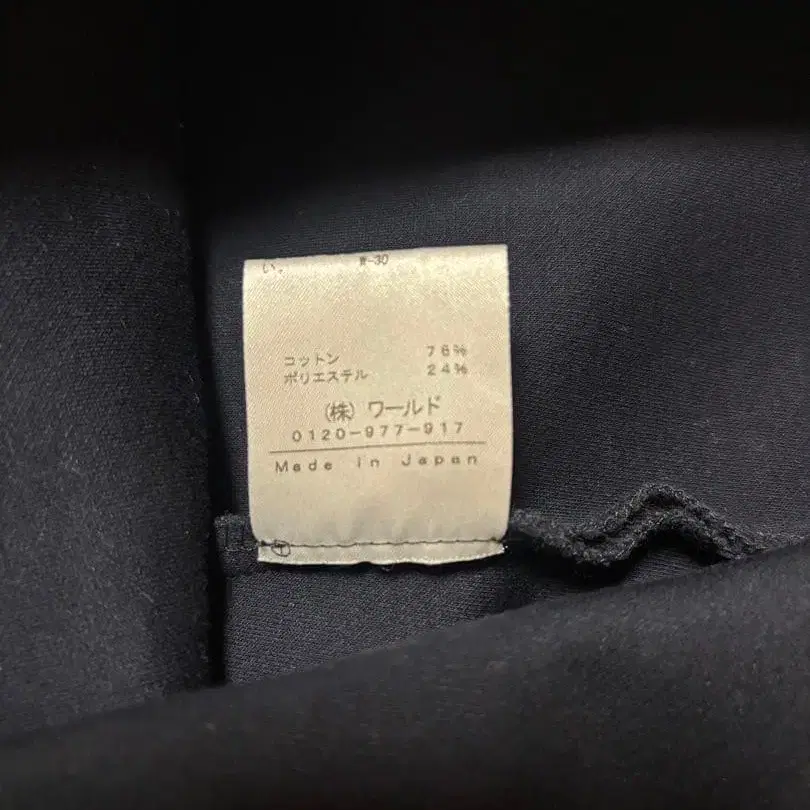 い。
コットン 76%
ポリエステル 24%
(株) ワールド
0120-977-917
Made in Japan